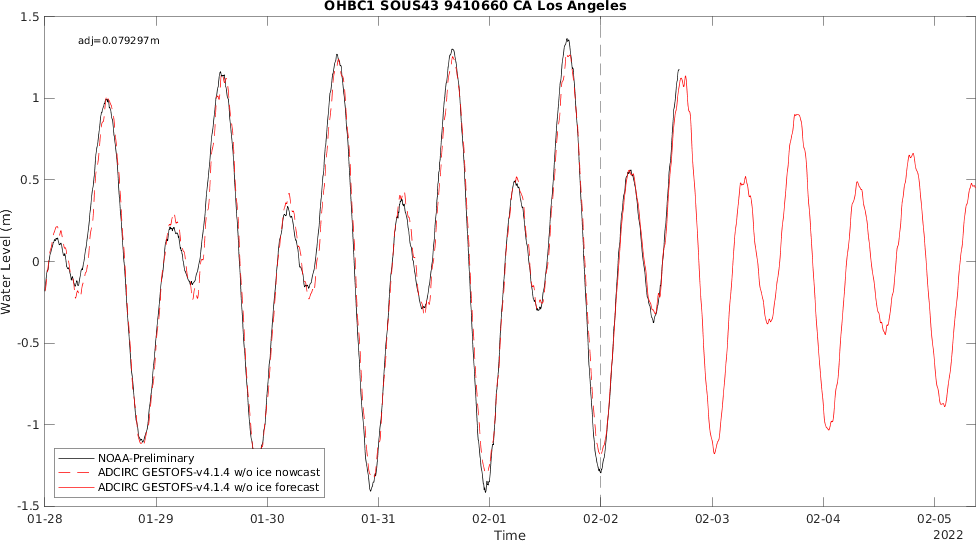 OHBC1 SOUS43 9410660 CA Los Angeles
1.5
adj=0.079297m
1
0.5
0
-0.5
-1
-1.5
Water Level (m)
NOAA-Preliminary
ADCIRC GESTOFS-v4.1.4 w/o ice nowcast
ADCIRC GESTOFS-v4.1.4 w/o ice forecast
01-28 01-29 01-30 01-31 02-01 02-02 02-03 02-04 02-05
Time
2022